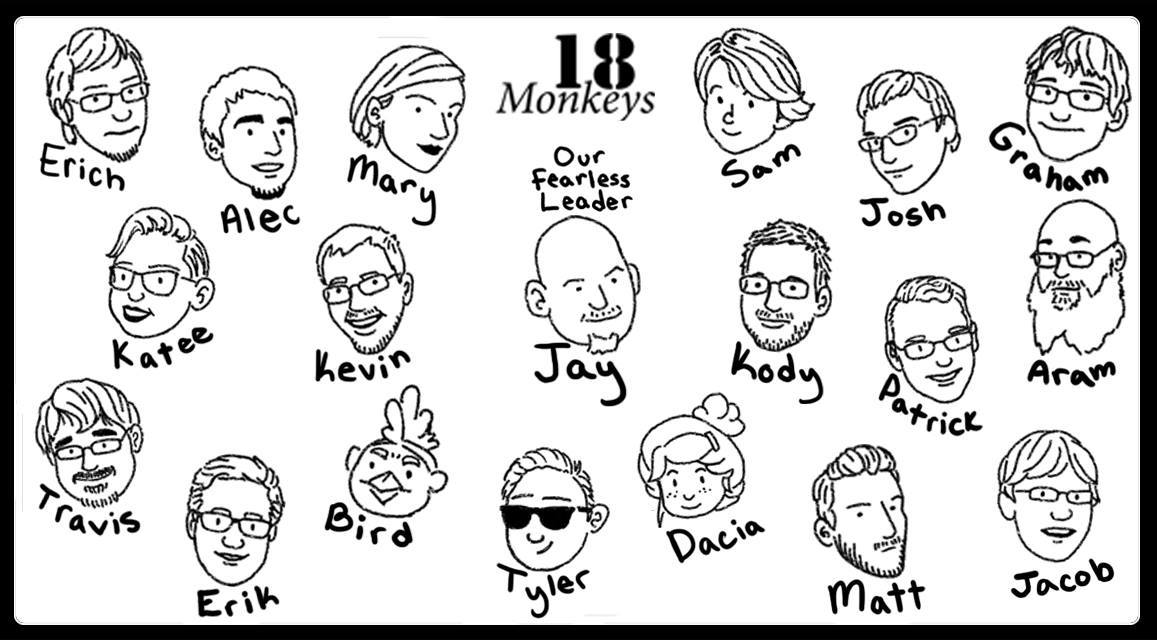 18
Monkeys
Erich
Alec
Mary
Our
Fearless
Leader
Sam
Josh
Graham
Katee
Kevin
Jay
Kody
Patrick
Aram
Travis
Erik
Bird
Tyler
Dacia
Matt
Jacob